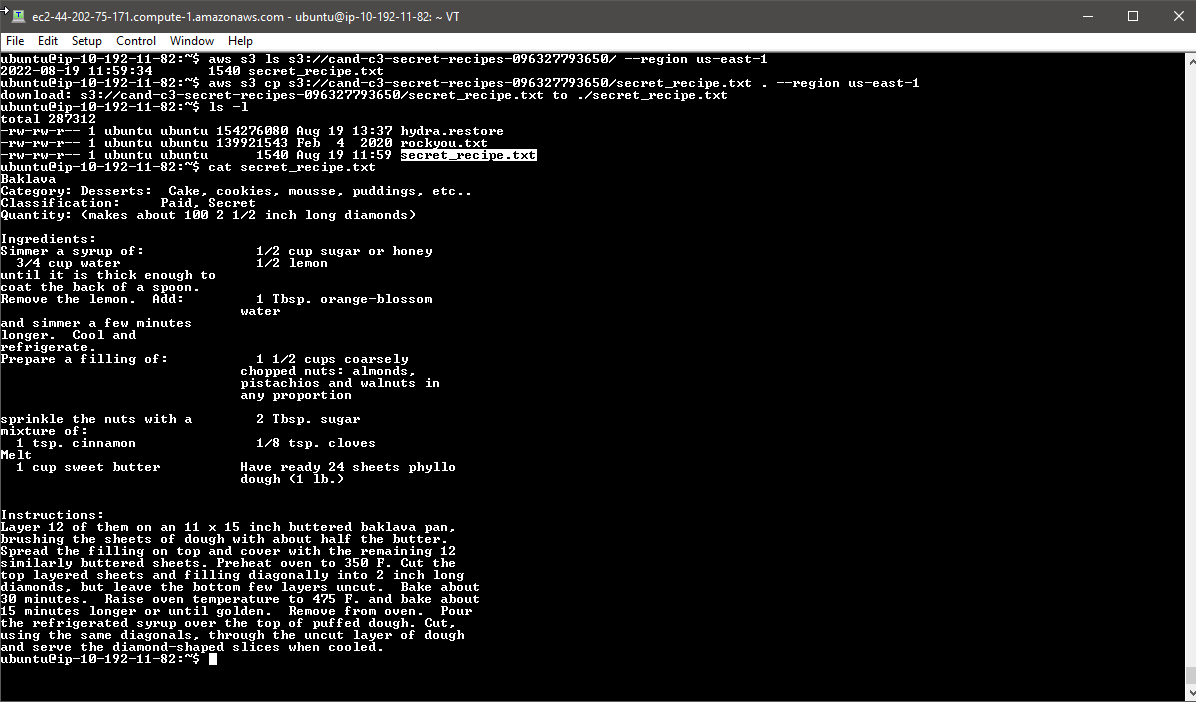 ec2-44-202-75-171.compute-1.amazonaws.com - ubuntu@ip-10-192-11-82: ~ VT
File Edit Setup Control Window Help
ubuntu@ip-10-192-11-82:~$ aws s3 ls s3://cand-c3-secret-recipes-096327793650/ --region us-east-1
2022-08-19 11:59:34       1540 secret_recipe.txt
ubuntu@ip-10-192-11-82:~$ aws s3 cp s3://cand-c3-secret-recipes-096327793650/secret_recipe.txt . --region us-east-1
download: s3://cand-c3-secret-recipes-096327793650/secret_recipe.txt to ./secret_recipe.txt
ubuntu@ip-10-192-11-82:~$ ls -l
total 287312
-rw-rw-r-- 1 ubuntu ubuntu 154276080 Aug 19 13:37 hydra.restore
-rw-rw-r-- 1 ubuntu ubuntu 139921543 Feb  4  2020 rockyou.txt
-rw-rw-r-- 1 ubuntu ubuntu      1540 Aug 19 11:59 secret_recipe.txt
ubuntu@ip-10-192-11-82:~$ cat secret_recipe.txt
Baklava
Category: Desserts:  Cake, cookies, mousse, puddings, etc..
Classification:     Paid, Secret
Quantity: (makes about 100 2 1/2 inch long diamonds)
Ingredients:
Simmer a syrup of:              1/2 cup sugar or honey
  3/4 cup water                 1/2 lemon
until it is thick enough to
coat the back of a spoon.
Remove the lemon.  Add:         1 Tbsp. orange-blossom
                              water
and simmer a few minutes
longer.  Cool and
refrigerate.
Prepare a filling of:           1 1/2 cups coarsely
                              chopped nuts: almonds,
                              pistachios and walnuts in
                              any proportion
sprinkle the nuts with a        2 Tbsp. sugar
mixture of:
  1 tsp. cinnamon               1/8 tsp. cloves
Melt
  1 cup sweet butter          Have ready 24 sheets phyllo
                              dough (1 lb.)
Instructions:
Layer 12 of them on an 11 x 15 inch buttered baklava pan,
brushing the sheets of dough with about half the butter.
Spread the filling on top and cover with the remaining 12
similarly buttered sheets. Preheat oven to 350 F. Cut the
top layered sheets and filling diagonally into 2 inch long
diamonds, but leave the bottom few layers uncut.  Bake about
30 minutes.  Raise oven temperature to 475 F. and bake about
15 minutes longer or until golden.  Remove from oven.  Pour
the refrigerated syrup over the top of puffed dough. Cut,
using the same diagonals, through the uncut layer of dough
and serve the diamond-shaped slices when cooled.
ubuntu@ip-10-192-11-82:~$